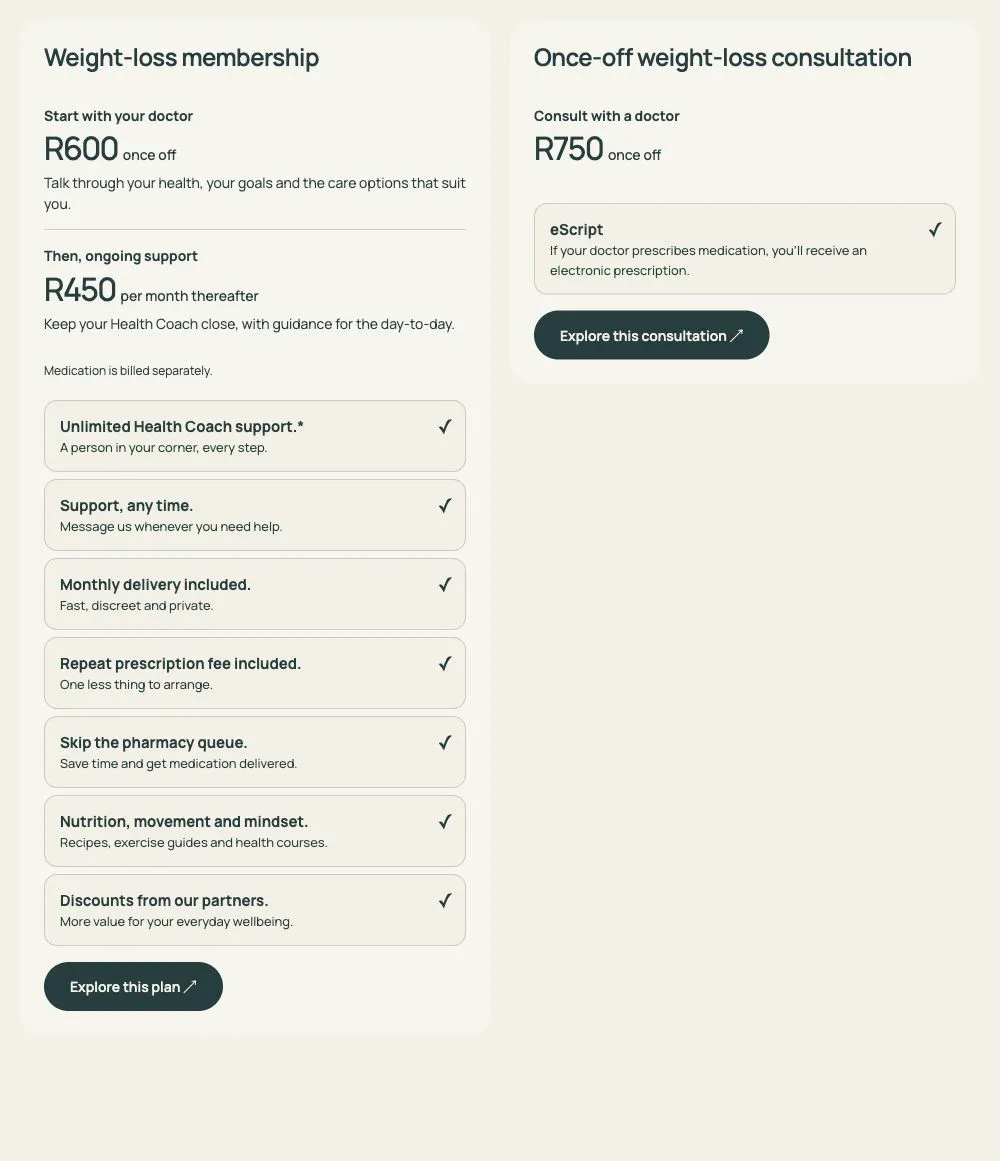 Weight-loss membership
Start with your doctor
R600 once off
Talk through your health, your goals and the care options that suit
you.
Then, ongoing support
R450 per month thereafter
Keep your Health Coach close, with guidance for the day-to-day.
Medication is billed separately.
Unlimited Health Coach support.* ✓
A person in your corner, every step.
Support, any time. ✓
Message us whenever you need help.
Monthly delivery included. ✓
Fast, discreet and private.
Repeat prescription fee included. ✓
One less thing to arrange.
Skip the pharmacy queue. ✓
Save time and get medication delivered.
Nutrition, movement and mindset. ✓
Recipes, exercise guides and health courses.
Discounts from our partners. ✓
More value for your everyday wellbeing.
Explore this plan ↗
Once-off weight-loss consultation
Consult with a doctor
R750 once off
eScript ✓
If your doctor prescribes medication, you'll receive an
electronic prescription.
Explore this consultation ↗